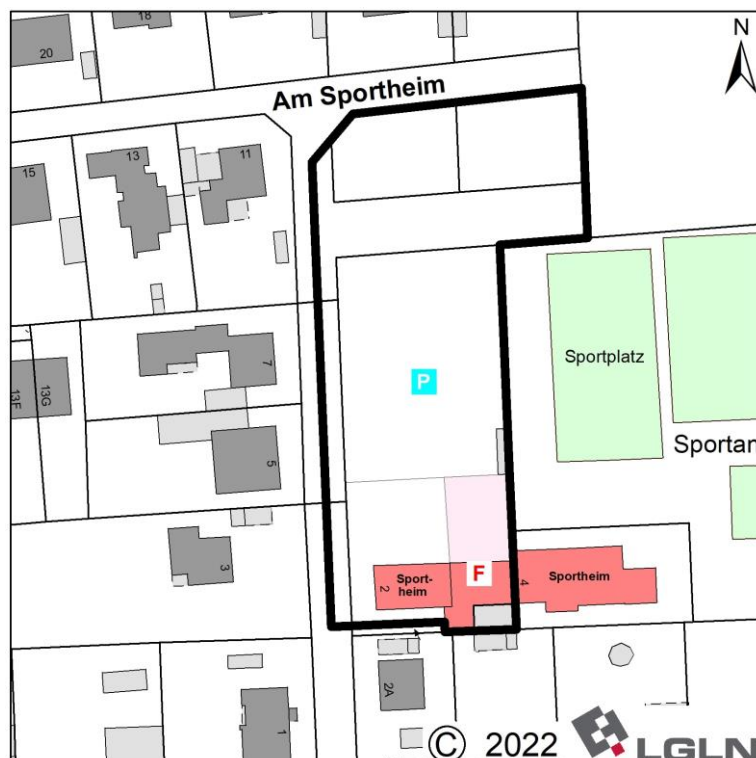 18
20
N
Am Sportheim
15
13
11
7
P
Sportplatz
13F
13G
5
Sportan
3
2
Sport-
heim
F
4
Sportheim
2A
1
© 2022 LGLN